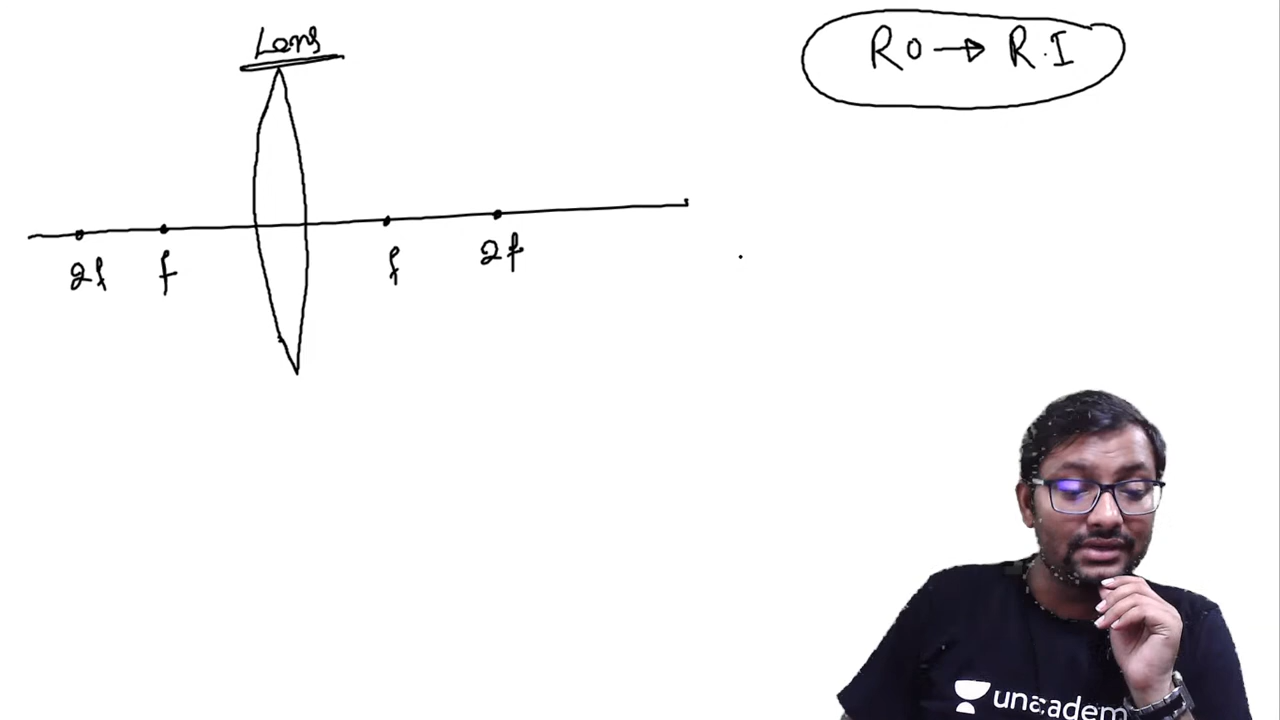 Lens
RO → R.I
2f f f 2f
unacadem